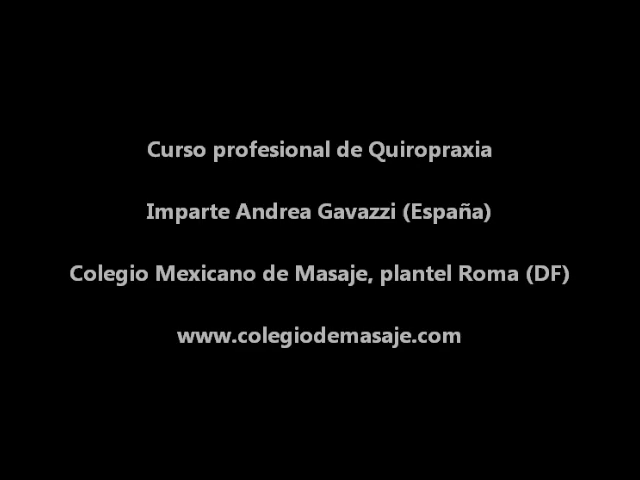 Curso profesional de Quiropraxia
Imparte Andrea Gavazzi (España)
Colegio Mexicano de Masaje, plantel Roma (DF)
www.colegiodemasaje.com